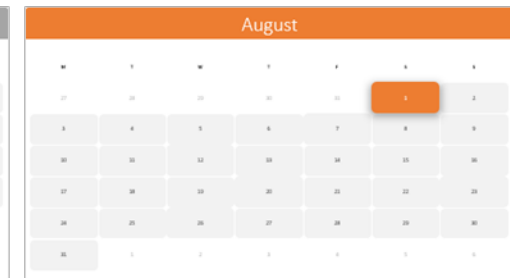 August
M T W T F S S
27 28 29 30 31 1 2
3 4 5 6 7 8 9
10 11 12 13 14 15 16
17 18 19 20 21 22 23
24 25 26 27 28 29 30
31 1 2 3 4 5 6